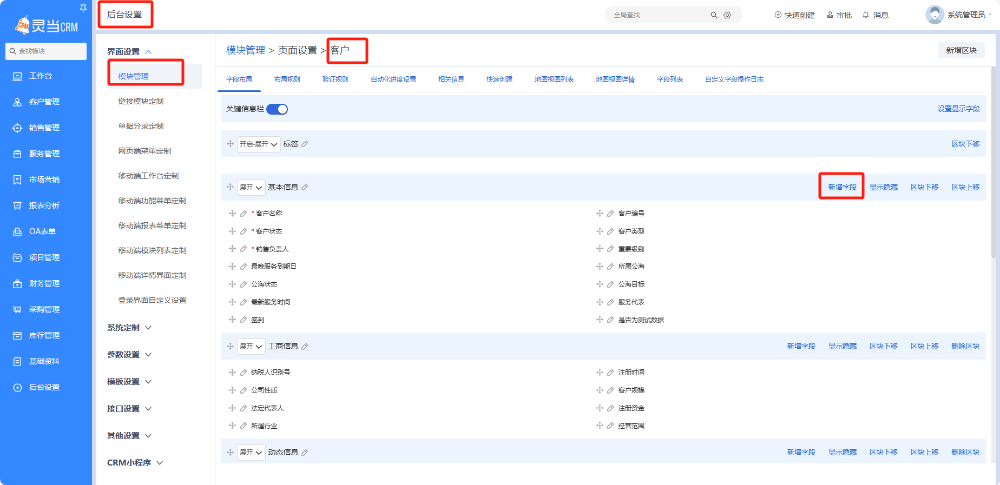 灵当CRM
查找模块
工作台
客户管理
销售管理
服务管理
市场营销
报表分析
OA表单
项目管理
财务管理
采购管理
库存管理
基础资料
后台设置
后台设置
全局查找
快速创建 审批 消息 系统管理员
界面设置
模块管理
链接模块定制
单据分录定制
网页端菜单定制
移动端工作台定制
移动端功能菜单定制
移动端报表菜单定制
移动端模块列表定制
移动端详情界面定制
登录界面自定义设置
系统定制
参数设置
模板设置
接口设置
其他设置
CRM小程序
模块管理 > 页面设置 > 客户 新增区块
字段布局 布局规则 验证规则 自动化进度设置 相关信息 快速创建 地图视图列表 地图视图详情 字段列表 自定义字段操作日志
关键信息栏 设置显示字段
开启-展开 标签 区块下移
展开 基本信息 新增字段 显示隐藏 区块下移 区块上移
* 客户名称 客户编号
* 客户状态 客户类型
* 销售负责人 重要级别
最晚服务到期日 所属公海
公海状态 公海目标
最新服务时间 服务代表
签到 是否为测试数据
展开 工商信息 新增字段 显示隐藏 区块下移 区块上移 删除区块
纳税人识别号 注册时间
公司性质 客户规模
法定代表人 注册资金
所属行业 经营范围
展开 动态信息 新增字段 显示隐藏 区块下移 区块上移 删除区块